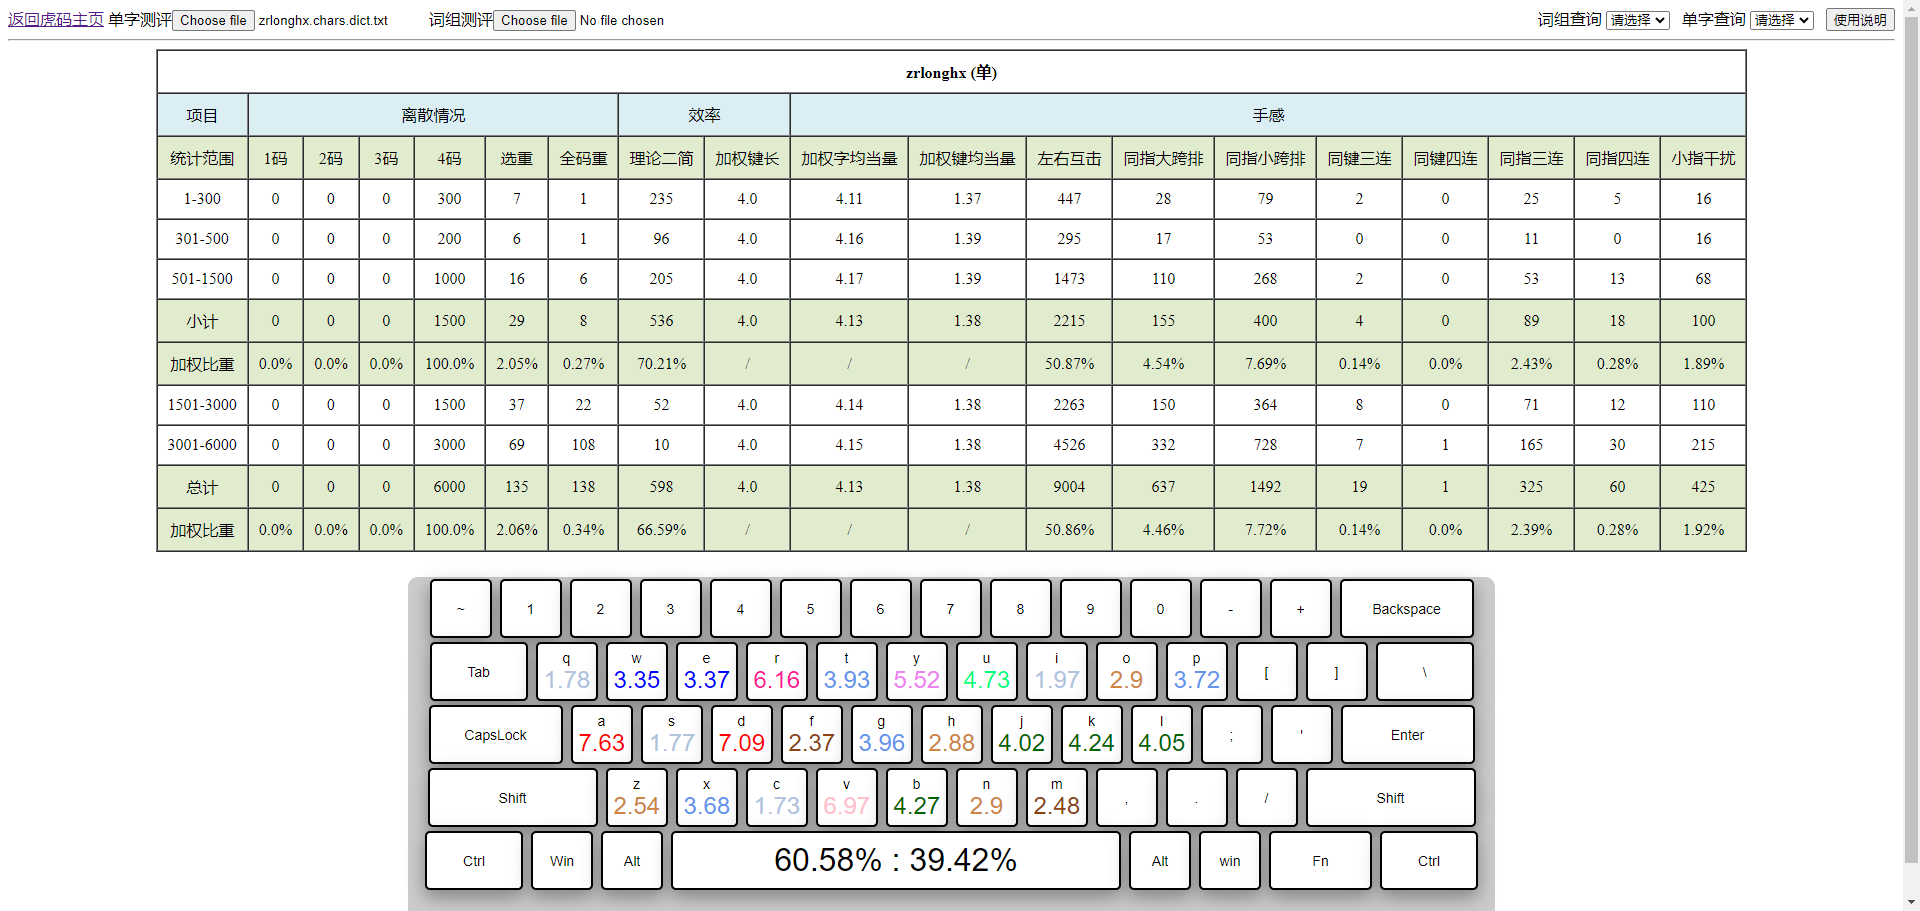 返回虎码主页 单字测评 Choose file zrlonghx.chars.dict.txt 词组测评 Choose file No file chosen 词组查询 请选择 单字查询 请选择 使用说明
zrlonghx (单)
项目 离散情况 效率 手感
统计范围 1码 2码 3码 4码 选重 全码重 理论二简 加权键长 加权字均当量 加权键均当量 左右互击 同指大跨排 同指小跨排 同键三连 同键四连 同指三连 同指四连 小指干扰
1-300 0 0 0 300 7 1 235 4.0 4.11 1.37 447 28 79 2 0 25 5 16
301-500 0 0 0 200 6 1 96 4.0 4.16 1.39 295 17 53 0 0 11 0 16
501-1500 0 0 0 1000 16 6 205 4.0 4.17 1.39 1473 110 268 2 0 53 13 68
小计 0 0 0 1500 29 8 536 4.0 4.13 1.38 2215 155 400 4 0 89 18 100
加权比重 0.0% 0.0% 0.0% 100.0% 2.05% 0.27% 70.21% / / / 50.87% 4.54% 7.69% 0.14% 0.0% 2.43% 0.28% 1.89%
1501-3000 0 0 0 1500 37 22 52 4.0 4.14 1.38 2263 150 364 8 0 71 12 110
3001-6000 0 0 0 3000 69 108 10 4.0 4.15 1.38 4526 332 728 7 1 165 30 215
总计 0 0 0 6000 135 138 598 4.0 4.13 1.38 9004 637 1492 19 1 325 60 425
加权比重 0.0% 0.0% 0.0% 100.0% 2.06% 0.34% 66.59% / / / 50.86% 4.46% 7.72% 0.14% 0.0% 2.39% 0.28% 1.92%
~ 1 2 3 4 5 6 7 8 9 0 - + Backspace
Tab q w e r t y u i o p [ ] \
1.78 3.35 3.37 6.16 3.93 5.52 4.73 1.97 2.9 3.72
CapsLock a s d f g h j k l ; ' Enter
7.63 1.77 7.09 2.37 3.96 2.88 4.02 4.24 4.05
Shift z x c v b n m , . / Shift
2.54 3.68 1.73 6.97 4.27 2.9 2.48
Ctrl Win Alt 60.58% : 39.42% Alt win Fn Ctrl